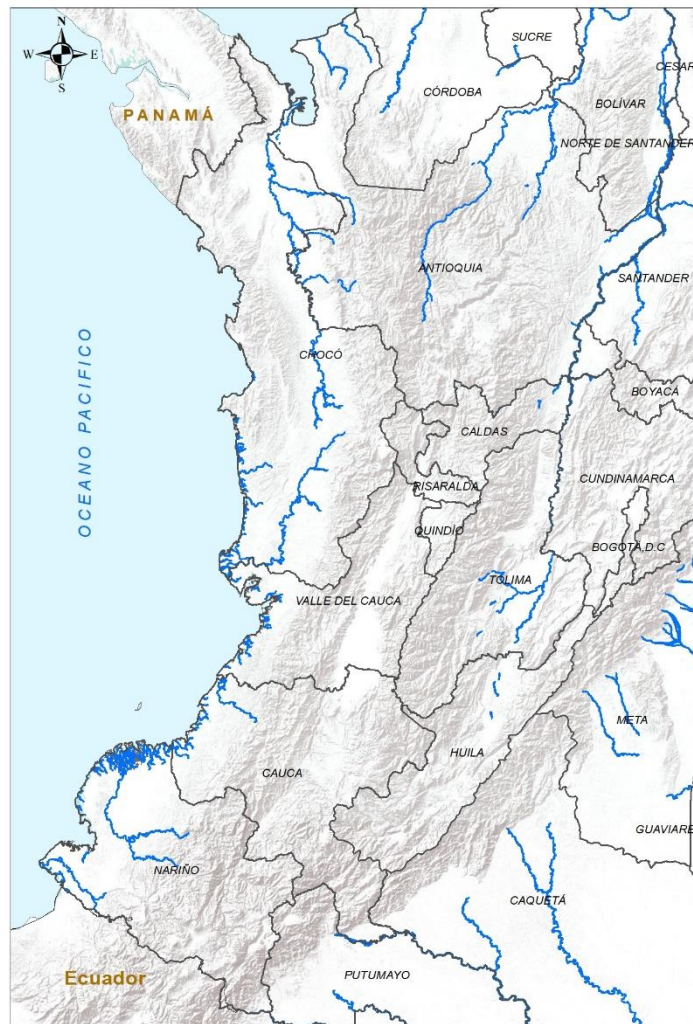 N
W E
S
SUCRE
CESAR
CÓRDOBA
BOLÍVAR
PANAMÁ
NORTE DE SANTANDER
ANTIOQUIA
SANTANDER
OCEANO PACIFICO
CHOCÓ
BOYACÁ
CALDAS
CUNDINAMARCA
RISARALDA
QUINDÍO
BOGOTÁ,D.C
TOLIMA
VALLE DEL CAUCA
META
HUILA
CAUCA
GUAVIARE
NARIÑO
CAQUETÁ
Ecuador
PUTUMAYO